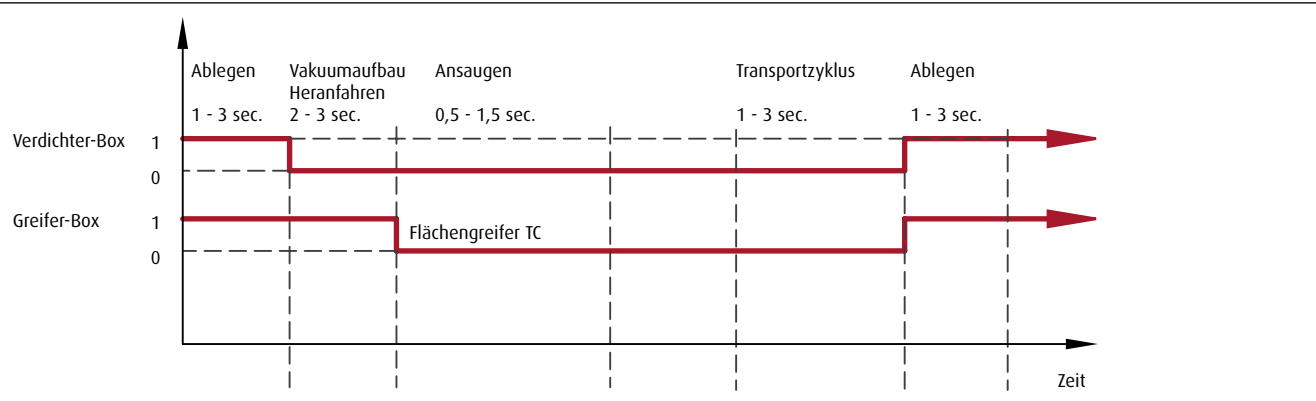 Ablegen
1 - 3 sec.
Vakuumaufbau
Heranfahren
2 - 3 sec.
Ansaugen
0,5 - 1,5 sec.
Transportzyklus
1 - 3 sec.
Ablegen
1 - 3 sec.
Verdichter-Box 1
0
Greifer-Box 1
Flächengreifer TC
0
Zeit